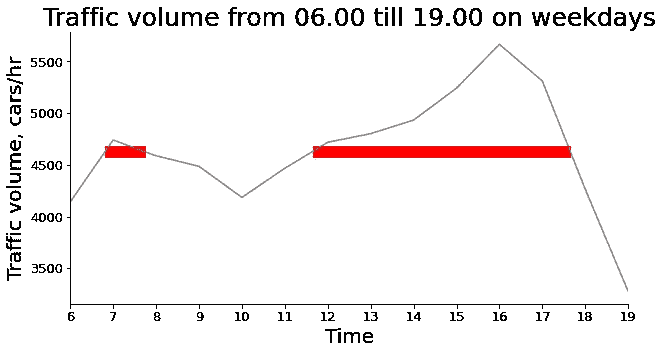 Traffic volume from 06.00 till 19.00 on weekdays
Traffic volume, cars/hr
5500
5000
4500
4000
3500
6 7 8 9 10 11 12 13 14 15 16 17 18 19
Time